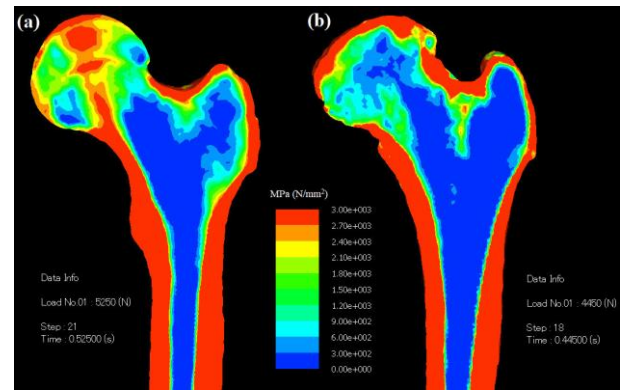 (a)
(b)
MPa (N/mm²)
3.00e+003
2.70e+003
2.40e+003
2.10e+003
1.80e+003
1.50e+003
1.20e+003
9.00e+002
6.00e+002
3.00e+002
0.00e+000
Data Info
Load No.01 : 5250 (N)
Step : 21
Time : 0.52500 (s)
Data Info
Load No.01 : 4450 (N)
Step : 18
Time : 0.44500 (s)